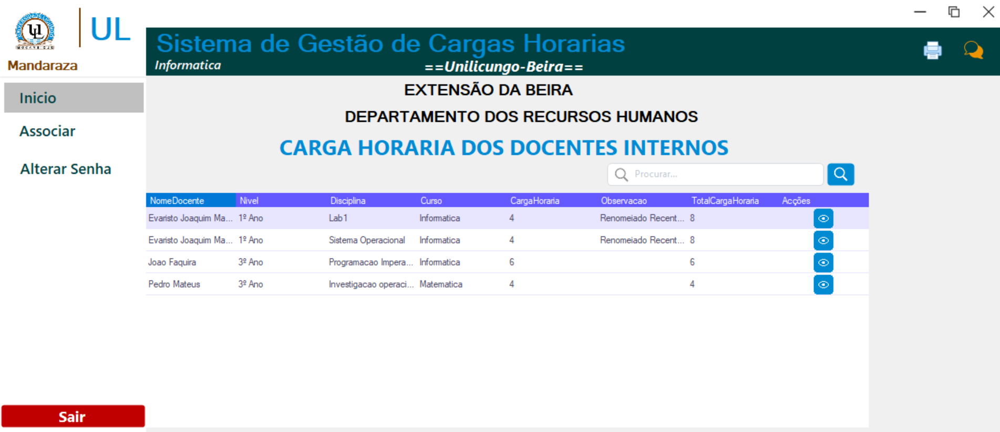 UL
UL
MOÇAMBIQUE
Mandaraza
Sistema de Gestão de Cargas Horarias
Informatica
==Unilicungo-Beira==
Inicio
Associar
Alterar Senha
Sair
EXTENSÃO DA BEIRA
DEPARTAMENTO DOS RECURSOS HUMANOS
CARGA HORARIA DOS DOCENTES INTERNOS
Procurar...
NomeDocente Nivel Disciplina Curso CargaHoraria Observacao TotalCargaHoraria Acções
Evaristo Joaquim Ma... 1º Ano Lab1 Informatica 4 Renomeiado Recent... 8
Evaristo Joaquim Ma... 1º Ano Sistema Operacional Informatica 4 Renomeiado Recent... 8
Joao Faquira 3º Ano Programacao Impera... Informatica 6 6
Pedro Mateus 3º Ano Investigacao operaci... Matematica 4 4